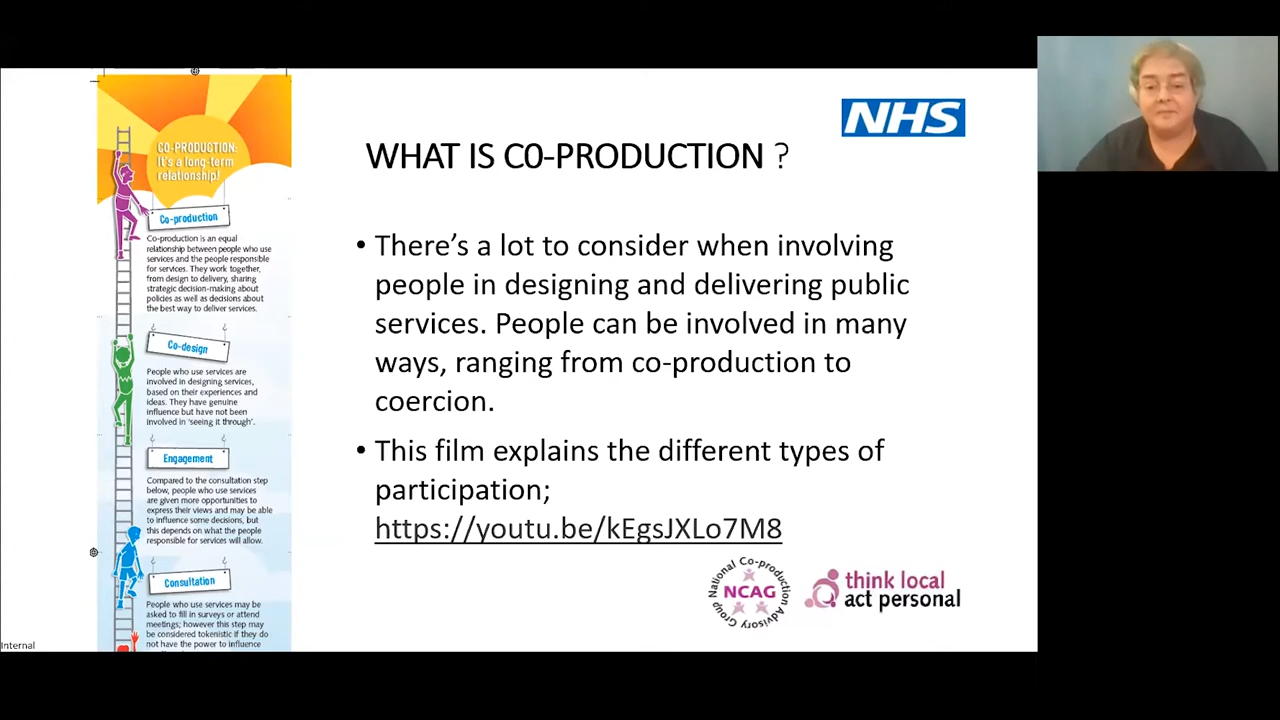 CO-PRODUCTION:
It's a long-term
relationship!
Co-production
Co-production is an equal
relationship between people who use
services and the people responsible
for services. They work together,
from design to delivery, sharing
strategic decision-making about
policies as well as decisions about
the best way to deliver services.
Co-design
People who use services are
involved in designing services,
based on their experiences and
ideas. They have genuine
influence but have not been
involved in 'seeing it through'.
Engagement
Compared to the consultation step
below, people who use services
are given more opportunities to
express their views and may be able
to influence some decisions, but
this depends on what the people
responsible for services will allow.
Consultation
People who use services may be
asked to fill in surveys or attend
meetings; however this step may
be considered tokenistic if they do
not have the power to influence
Internal
NHS
WHAT IS C0-PRODUCTION ?
• There's a lot to consider when involving
people in designing and delivering public
services. People can be involved in many
ways, ranging from co-production to
coercion.
• This film explains the different types of
participation;
https://youtu.be/kEgsJXLo7M8
National Co-production Advisory Group
NCAG
think local
act personal